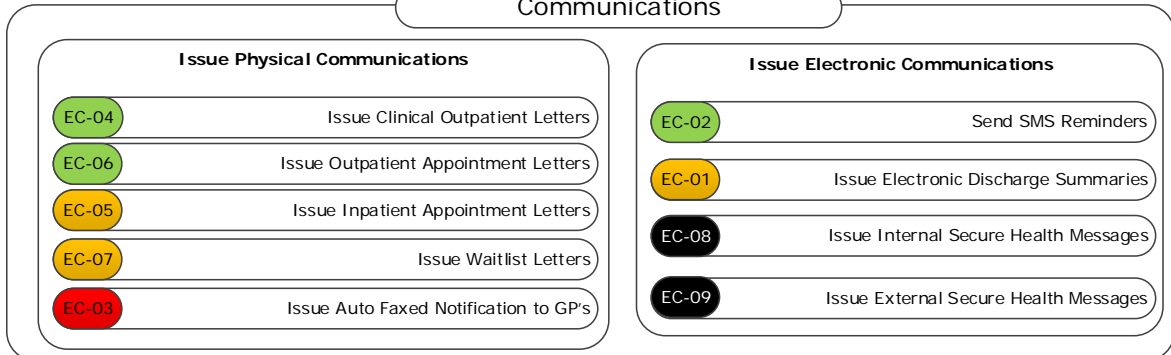 Communications
Issue Physical Communications
EC-04 Issue Clinical Outpatient Letters
EC-06 Issue Outpatient Appointment Letters
EC-05 Issue Inpatient Appointment Letters
EC-07 Issue Waitlist Letters
EC-03 Issue Auto Faxed Notification to GP's
Issue Electronic Communications
EC-02 Send SMS Reminders
EC-01 Issue Electronic Discharge Summaries
EC-08 Issue Internal Secure Health Messages
EC-09 Issue External Secure Health Messages